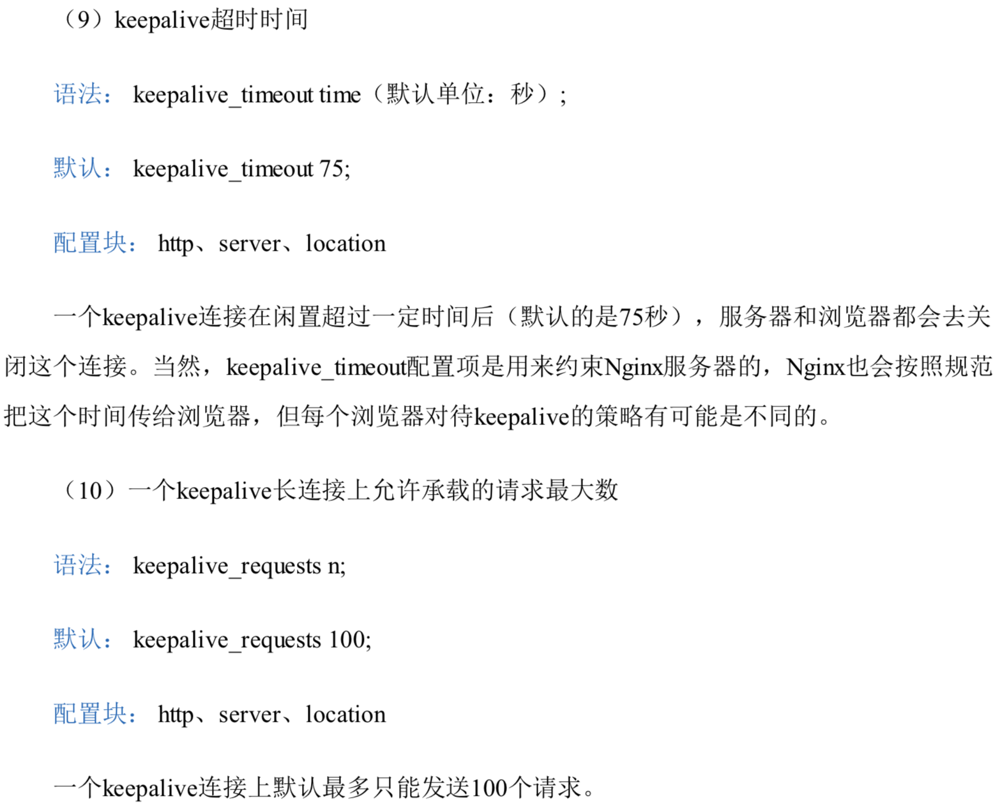 （9）keepalive超时时间
语法： keepalive_timeout time（默认单位：秒）;
默认： keepalive_timeout 75;
配置块： http、server、location
一个keepalive连接在闲置超过一定时间后（默认的是75秒），服务器和浏览器都会去关
闭这个连接。当然，keepalive_timeout配置项是用来约束Nginx服务器的，Nginx也会按照规范
把这个时间传给浏览器，但每个浏览器对待keepalive的策略有可能是不同的。
（10）一个keepalive长连接上允许承载的请求最大数
语法： keepalive_requests n;
默认： keepalive_requests 100;
配置块： http、server、location
一个keepalive连接上默认最多只能发送100个请求。